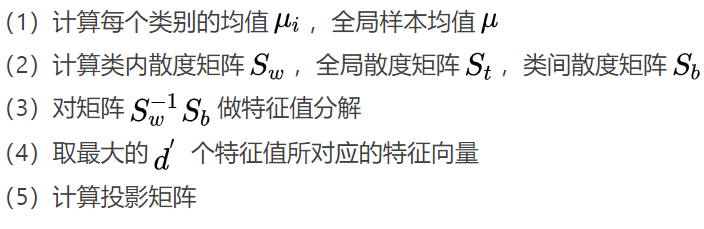 （1）计算每个类别的均值 μ_i ，全局样本均值 μ
（2）计算类内散度矩阵 S_w ，全局散度矩阵 S_t ，类间散度矩阵 S_b
（3）对矩阵 S_w^{-1} S_b 做特征值分解
（4）取最大的 d' 个特征值所对应的特征向量
（5）计算投影矩阵